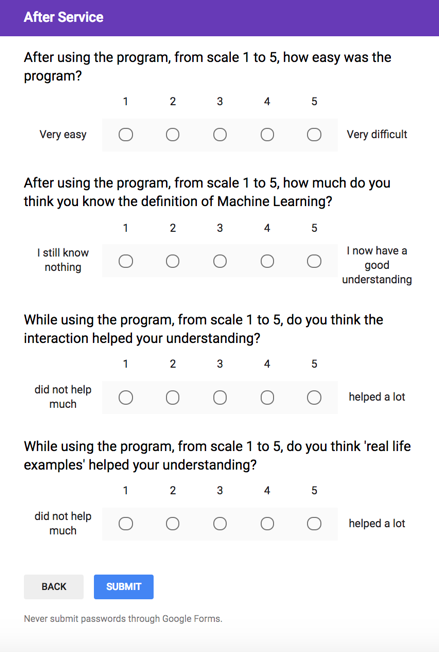 After Service
After using the program, from scale 1 to 5, how easy was the
program?
1 2 3 4 5
Very easy Very difficult
After using the program, from scale 1 to 5, how much do you
think you know the definition of Machine Learning?
1 2 3 4 5
I still know
nothing
I now have a
good
understanding
While using the program, from scale 1 to 5, do you think the
interaction helped your understanding?
1 2 3 4 5
did not help
much
helped a lot
While using the program, from scale 1 to 5, do you think 'real life
examples' helped your understanding?
1 2 3 4 5
did not help
much
helped a lot
BACK SUBMIT
Never submit passwords through Google Forms.